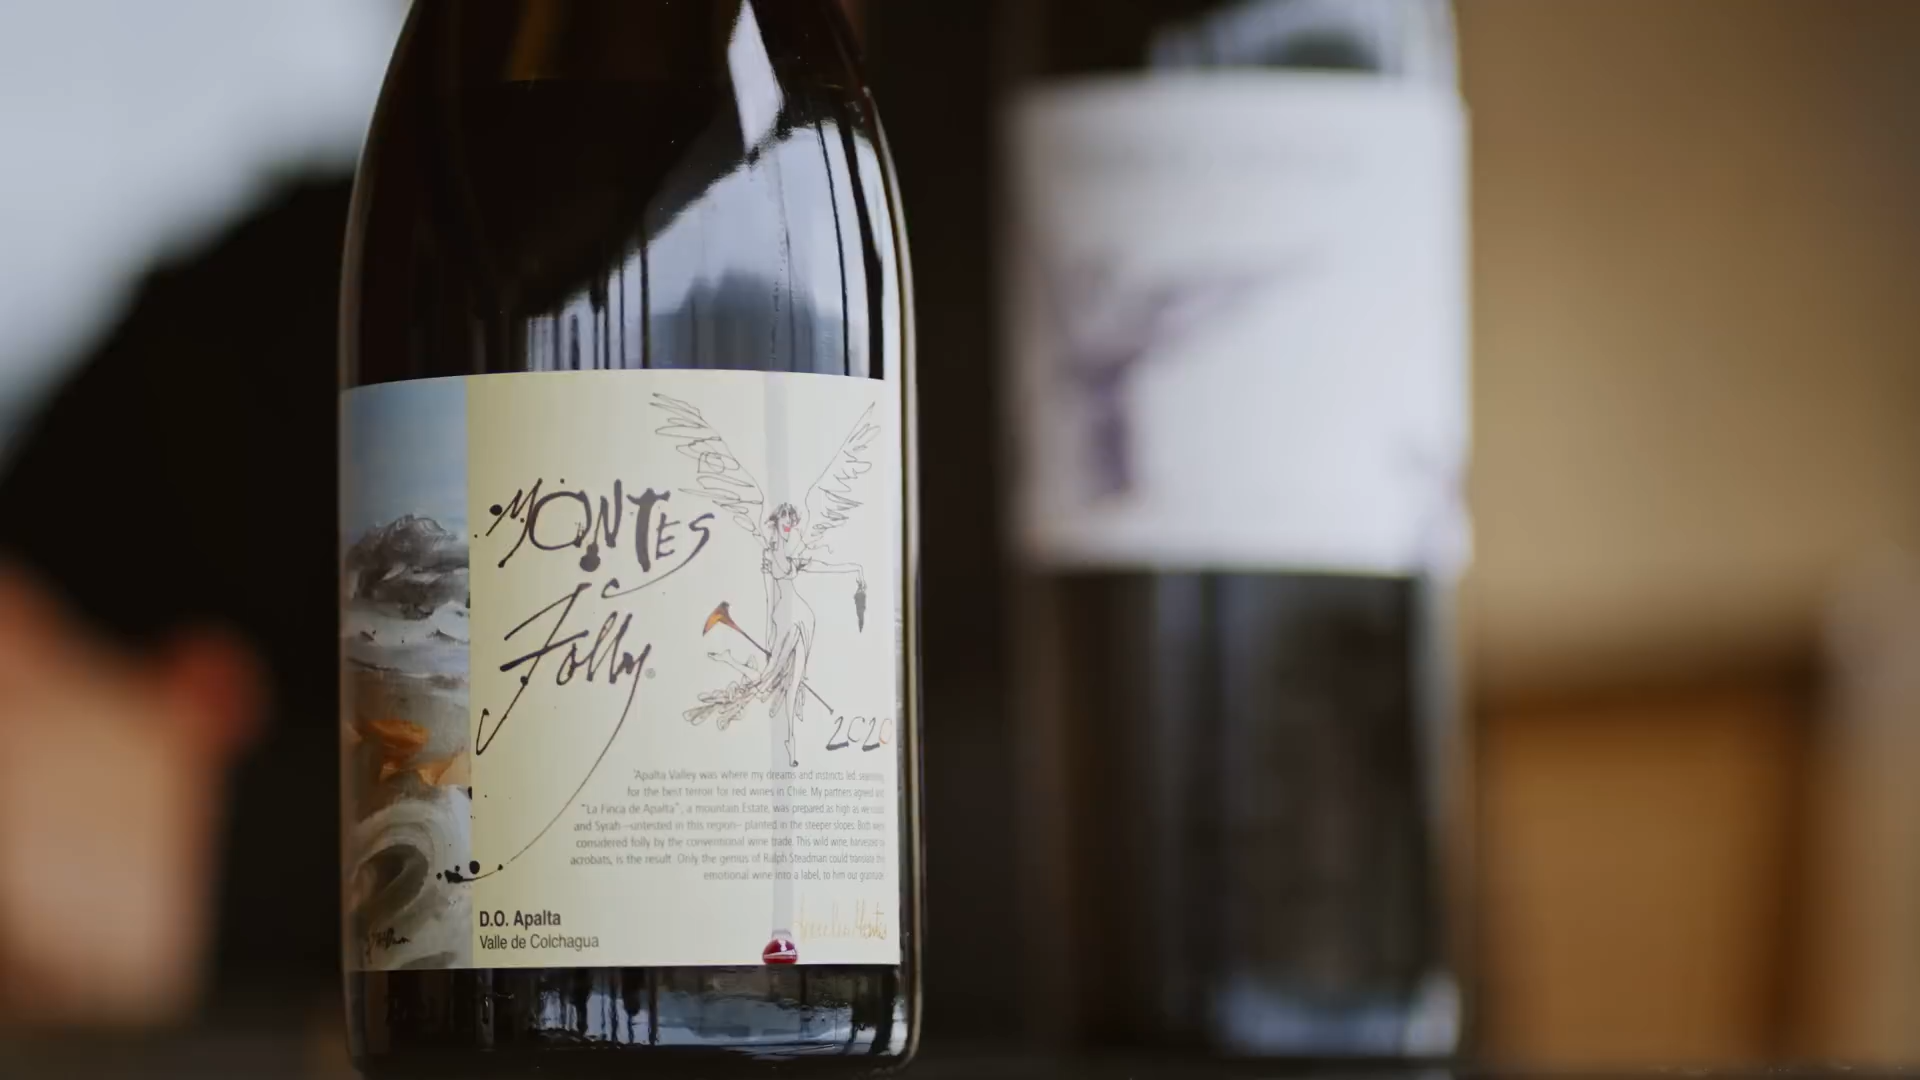 MONTES
Folly®
2020
"Apalta Valley was where my dreams and instincts led, searching
for the best terroir for red wines in Chile. My partners agreed and
"La Finca de Apalta", a mountain Estate, was prepared as high as we could
and Syrah—untested in this region— planted in the steeper slopes. Both were
considered folly by the conventional wine trade. This wild wine, harvested by
acrobats, is the result. Only the genius of Ralph Steadman could translate this
emotional wine into a label, to him our gratitude.
D.O. Apalta
Valle de Colchagua